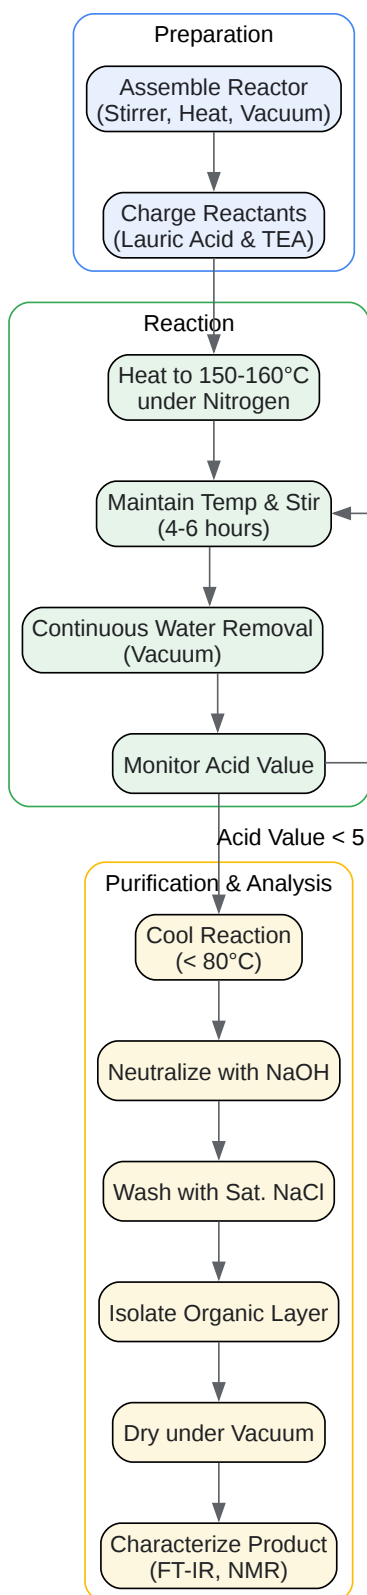 Preparation
Assemble Reactor
(Stirrer, Heat, Vacuum)
Charge Reactants
(Lauric Acid & TEA)
Reaction
Heat to 150-160°C
under Nitrogen
Maintain Temp & Stir
(4-6 hours)
Continuous Water Removal
(Vacuum)
Monitor Acid Value
Acid Value < 5
Purification & Analysis
Cool Reaction
(< 80°C)
Neutralize with NaOH
Wash with Sat. NaCl
Isolate Organic Layer
Dry under Vacuum
Characterize Product
(FT-IR, NMR)